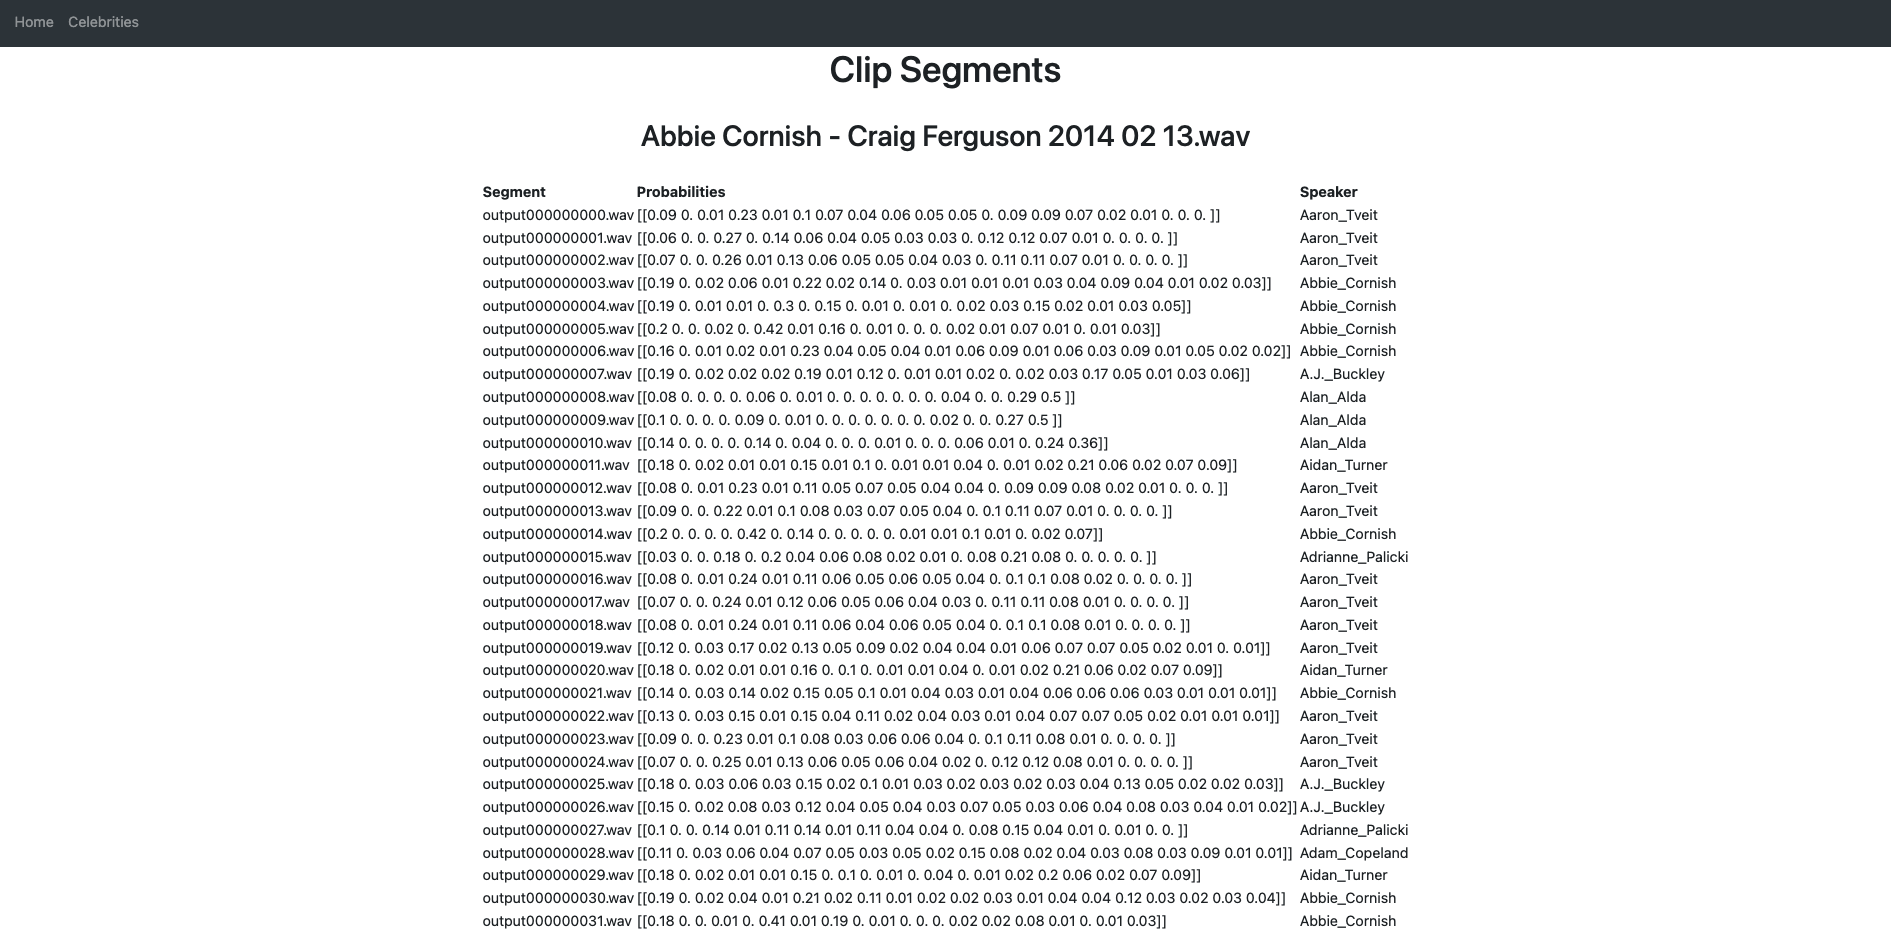 Home Celebrities
Clip Segments
Abbie Cornish - Craig Ferguson 2014 02 13.wav
Segment Probabilities Speaker
output000000000.wav [[0.09 0. 0.01 0.23 0.01 0.1 0.07 0.04 0.06 0.05 0.05 0. 0.09 0.09 0.07 0.02 0.01 0. 0. 0. ]] Aaron_Tveit
output000000001.wav [[0.06 0. 0. 0.27 0. 0.14 0.06 0.04 0.05 0.03 0.03 0. 0.12 0.12 0.07 0.01 0. 0. 0. 0. ]] Aaron_Tveit
output000000002.wav [[0.07 0. 0. 0.26 0.01 0.13 0.06 0.05 0.05 0.04 0.03 0. 0.11 0.11 0.07 0.01 0. 0. 0. 0. ]] Aaron_Tveit
output000000003.wav [[0.19 0. 0.02 0.06 0.01 0.22 0.02 0.14 0. 0.03 0.01 0.01 0.01 0.03 0.04 0.09 0.04 0.01 0.02 0.03]] Abbie_Cornish
output000000004.wav [[0.19 0. 0.01 0.01 0. 0.3 0. 0.15 0. 0.01 0. 0.01 0. 0.02 0.03 0.15 0.02 0.01 0.03 0.05]] Abbie_Cornish
output000000005.wav [[0.2 0. 0. 0.02 0. 0.42 0.01 0.16 0. 0.01 0. 0. 0. 0.02 0.01 0.07 0.01 0. 0.01 0.03]] Abbie_Cornish
output000000006.wav [[0.16 0. 0.01 0.02 0.01 0.23 0.04 0.05 0.04 0.01 0.06 0.09 0.01 0.06 0.03 0.09 0.01 0.05 0.02 0.02]] Abbie_Cornish
output000000007.wav [[0.19 0. 0.02 0.02 0.02 0.19 0.01 0.12 0. 0.01 0.01 0.02 0. 0.02 0.03 0.17 0.05 0.01 0.03 0.06]] A.J._Buckley
output000000008.wav [[0.08 0. 0. 0. 0. 0.06 0. 0.01 0. 0. 0. 0. 0. 0. 0. 0.04 0. 0. 0.29 0.5 ]] Alan_Alda
output000000009.wav [[0.1 0. 0. 0. 0. 0.09 0. 0.01 0. 0. 0. 0. 0. 0. 0. 0.02 0. 0. 0.27 0.5 ]] Alan_Alda
output000000010.wav [[0.14 0. 0. 0. 0. 0.14 0. 0.04 0. 0. 0. 0.01 0. 0. 0. 0.06 0.01 0. 0.24 0.36]] Alan_Alda
output000000011.wav [[0.18 0. 0.02 0.01 0.01 0.15 0.01 0.1 0. 0.01 0.01 0.04 0. 0.01 0.02 0.21 0.06 0.02 0.07 0.09]] Aidan_Turner
output000000012.wav [[0.08 0. 0.01 0.23 0.01 0.11 0.05 0.07 0.05 0.04 0.04 0. 0.09 0.09 0.08 0.02 0.01 0. 0. 0. ]] Aaron_Tveit
output000000013.wav [[0.09 0. 0. 0.22 0.01 0.1 0.08 0.03 0.07 0.05 0.04 0. 0.1 0.11 0.07 0.01 0. 0. 0. 0. ]] Aaron_Tveit
output000000014.wav [[0.2 0. 0. 0. 0. 0.42 0. 0.14 0. 0. 0. 0. 0. 0.01 0.01 0.1 0.01 0. 0.02 0.07]] Abbie_Cornish
output000000015.wav [[0.03 0. 0. 0.18 0. 0.2 0.04 0.06 0.08 0.02 0.01 0. 0.08 0.21 0.08 0. 0. 0. 0. 0. ]] Adrianne_Palicki
output000000016.wav [[0.08 0. 0.01 0.24 0.01 0.11 0.06 0.05 0.06 0.05 0.04 0. 0.1 0.1 0.08 0.02 0. 0. 0. 0. ]] Aaron_Tveit
output000000017.wav [[0.07 0. 0. 0.24 0.01 0.12 0.06 0.05 0.06 0.04 0.03 0. 0.11 0.11 0.08 0.01 0. 0. 0. 0. ]] Aaron_Tveit
output000000018.wav [[0.08 0. 0.01 0.24 0.01 0.11 0.06 0.04 0.06 0.05 0.04 0. 0.1 0.1 0.08 0.01 0. 0. 0. 0. ]] Aaron_Tveit
output000000019.wav [[0.12 0. 0.03 0.17 0.02 0.13 0.05 0.09 0.02 0.04 0.04 0.01 0.06 0.07 0.07 0.05 0.02 0.01 0. 0.01]] Aaron_Tveit
output000000020.wav [[0.18 0. 0.02 0.01 0.01 0.16 0. 0.1 0. 0.01 0.01 0.04 0. 0.01 0.02 0.21 0.06 0.02 0.07 0.09]] Aidan_Turner
output000000021.wav [[0.14 0. 0.03 0.14 0.02 0.15 0.05 0.1 0.01 0.04 0.03 0.01 0.04 0.06 0.06 0.06 0.03 0.01 0.01 0.01]] Abbie_Cornish
output000000022.wav [[0.13 0. 0.03 0.15 0.01 0.15 0.04 0.11 0.02 0.04 0.03 0.01 0.04 0.07 0.07 0.05 0.02 0.01 0.01 0.01]] Aaron_Tveit
output000000023.wav [[0.09 0. 0. 0.23 0.01 0.1 0.08 0.03 0.06 0.06 0.04 0. 0.1 0.11 0.08 0.01 0. 0. 0. 0. ]] Aaron_Tveit
output000000024.wav [[0.07 0. 0. 0.25 0.01 0.13 0.06 0.05 0.06 0.04 0.02 0. 0.12 0.12 0.08 0.01 0. 0. 0. 0. ]] Aaron_Tveit
output000000025.wav [[0.18 0. 0.03 0.06 0.03 0.15 0.02 0.1 0.01 0.03 0.02 0.03 0.02 0.03 0.04 0.13 0.05 0.02 0.02 0.03]] A.J._Buckley
output000000026.wav [[0.15 0. 0.02 0.08 0.03 0.12 0.04 0.05 0.04 0.03 0.07 0.05 0.03 0.06 0.04 0.08 0.03 0.04 0.01 0.02]] A.J._Buckley
output000000027.wav [[0.1 0. 0. 0.14 0.01 0.11 0.14 0.01 0.11 0.04 0.04 0. 0.08 0.15 0.04 0.01 0. 0.01 0. 0. ]] Adrianne_Palicki
output000000028.wav [[0.11 0. 0.03 0.06 0.04 0.07 0.05 0.03 0.05 0.02 0.15 0.08 0.02 0.04 0.03 0.08 0.03 0.09 0.01 0.01]] Adam_Copeland
output000000029.wav [[0.18 0. 0.02 0.01 0.01 0.15 0. 0.1 0. 0.01 0. 0.04 0. 0.01 0.02 0.2 0.06 0.02 0.07 0.09]] Aidan_Turner
output000000030.wav [[0.19 0. 0.02 0.04 0.01 0.21 0.02 0.11 0.01 0.02 0.02 0.03 0.01 0.04 0.04 0.12 0.03 0.02 0.03 0.04]] Abbie_Cornish
output000000031.wav [[0.18 0. 0. 0.01 0. 0.41 0.01 0.19 0. 0.01 0. 0. 0. 0.02 0.02 0.08 0.01 0. 0.01 0.03]] Abbie_Cornish